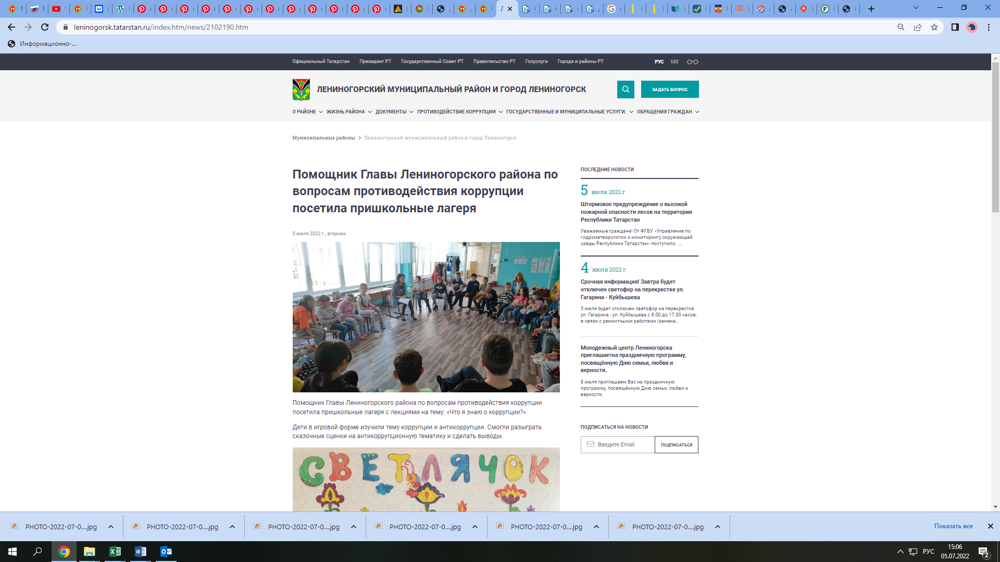 leninogorsk.tatarstan.ru/index.htm/news/2102190.htm
Информационно-...
Официальный Татарстан Президент РТ Государственный Совет РТ Правительство РТ Госуслуги Города и районы РТ РУС ТАТ
ЛЕНИНОГОРСКИЙ МУНИЦИПАЛЬНЫЙ РАЙОН И ГОРОД ЛЕНИНОГОРСК
ЗАДАТЬ ВОПРОС
О РАЙОНЕ ЖИЗНЬ РАЙОНА ДОКУМЕНТЫ ПРОТИВОДЕЙСТВИЕ КОРРУПЦИИ ГОСУДАРСТВЕННЫЕ И МУНИЦИПАЛЬНЫЕ УСЛУГИ. ОБРАЩЕНИЯ ГРАЖДАН
Муниципальные районы > Лениногорский муниципальный район и город Лениногорск
Помощник Главы Лениногорского района по
вопросам противодействия коррупции
посетила пришкольные лагеря
5 июля 2022 г., вторник
Помощник Главы Лениногорского района по вопросам противодействия коррупции
посетила пришкольные лагеря с лекциями на тему: «Что я знаю о коррупции?».
Дети в игровой форме изучили тему коррупции и антикоррупции. Смогли разыграть
сказочные сценки на антикоррупционную тематику и сделать выводы.
СВЕТЛЯЧОК
ПОСЛЕДНИЕ НОВОСТИ
5 июля 2022 г.
Штормовое предупреждение о высокой
пожарной опасности лесов на территории
Республики Татарстан
Уважаемые граждане! От ФГБУ «Управление по
гидрометеорологии и мониторингу окружающей
среды Республики Татарстан» поступило: ...
4 июля 2022 г.
Срочная информация! Завтра будет
отключен светофор на перекрестке ул.
Гагарина - Куйбышева
5 июля будет отключен светофор на перекрестке
ул. Гагарина - ул. Куйбышева с 8.00 до 17.00 часов,
в связи с ремонтными работами (замена...
Молодежный центр Лениногорска
приглашаетна праздничную программу,
посвящённую Дню семьи, любви и
верности.
8 июля приглашаем Вас на праздничную
программу, посвящённую Дню семьи, любви и
верности.
ПОДПИСАТЬСЯ НА НОВОСТИ
Введите Email ПОДПИСАТЬСЯ
PHOTO-2022-07-0....jpg PHOTO-2022-07-0....jpg PHOTO-2022-07-0....jpg PHOTO-2022-07-0....jpg PHOTO-2022-07-0....jpg PHOTO-2022-07-0....jpg Показать все
РУС
15:06
05.07.2022
2